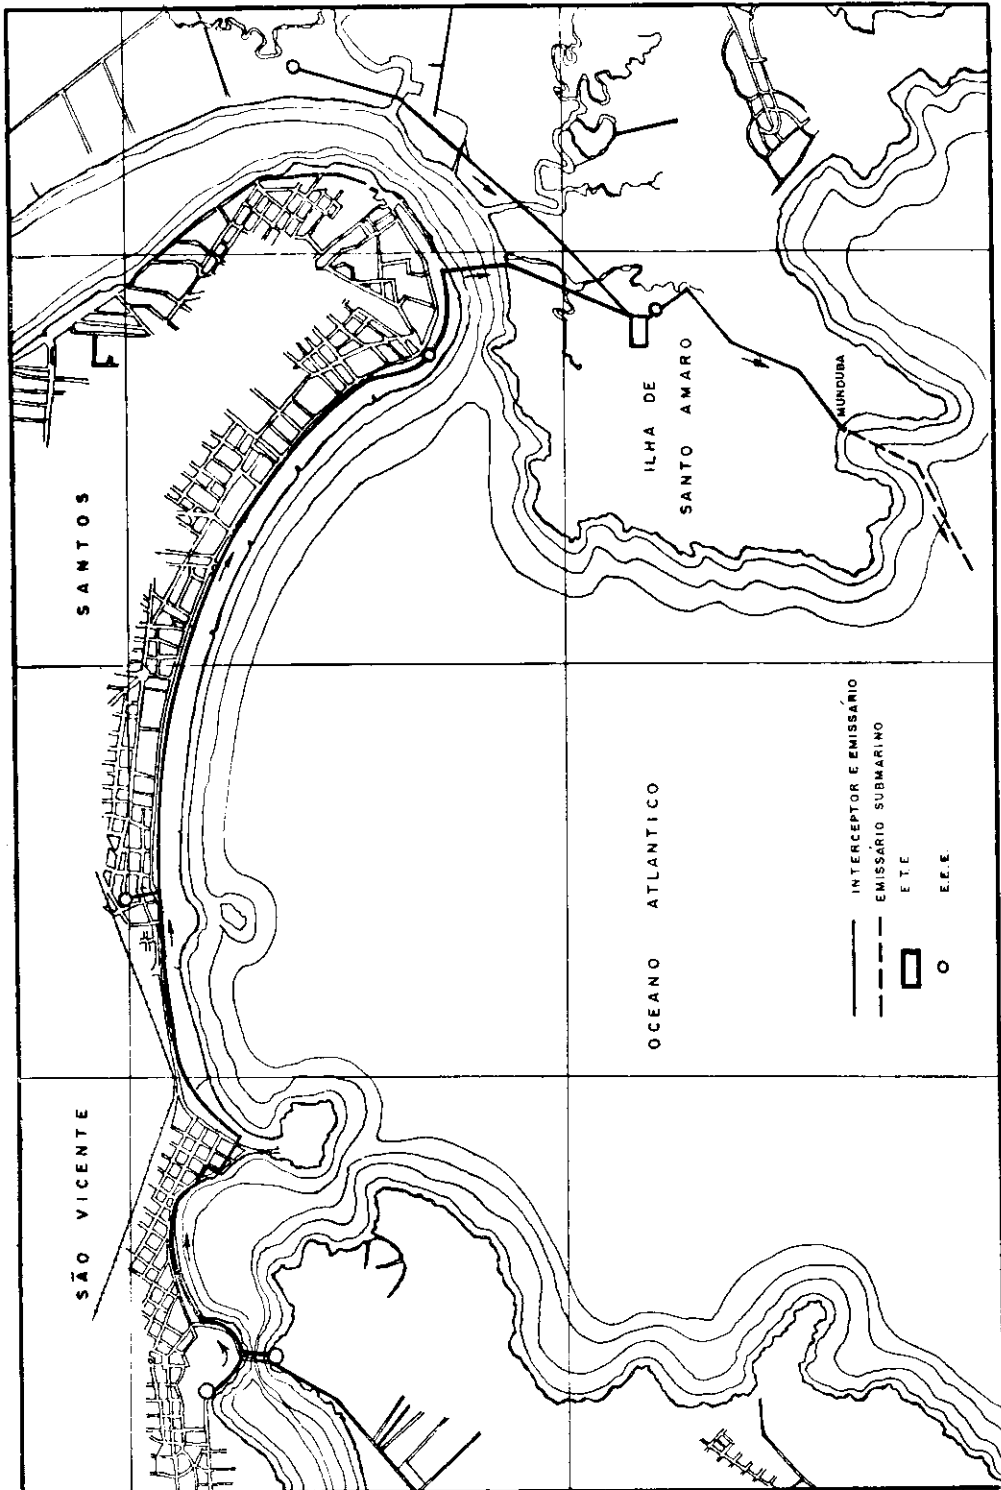 SÃO VICENTE
SANTOS
ILHA DE
SANTO AMARO
MUNDUBA
OCEANO ATLANTICO
INTERCEPTOR E EMISSÁRIO
EMISSÁRIO SUBMARINO
E T E
E.E.E.